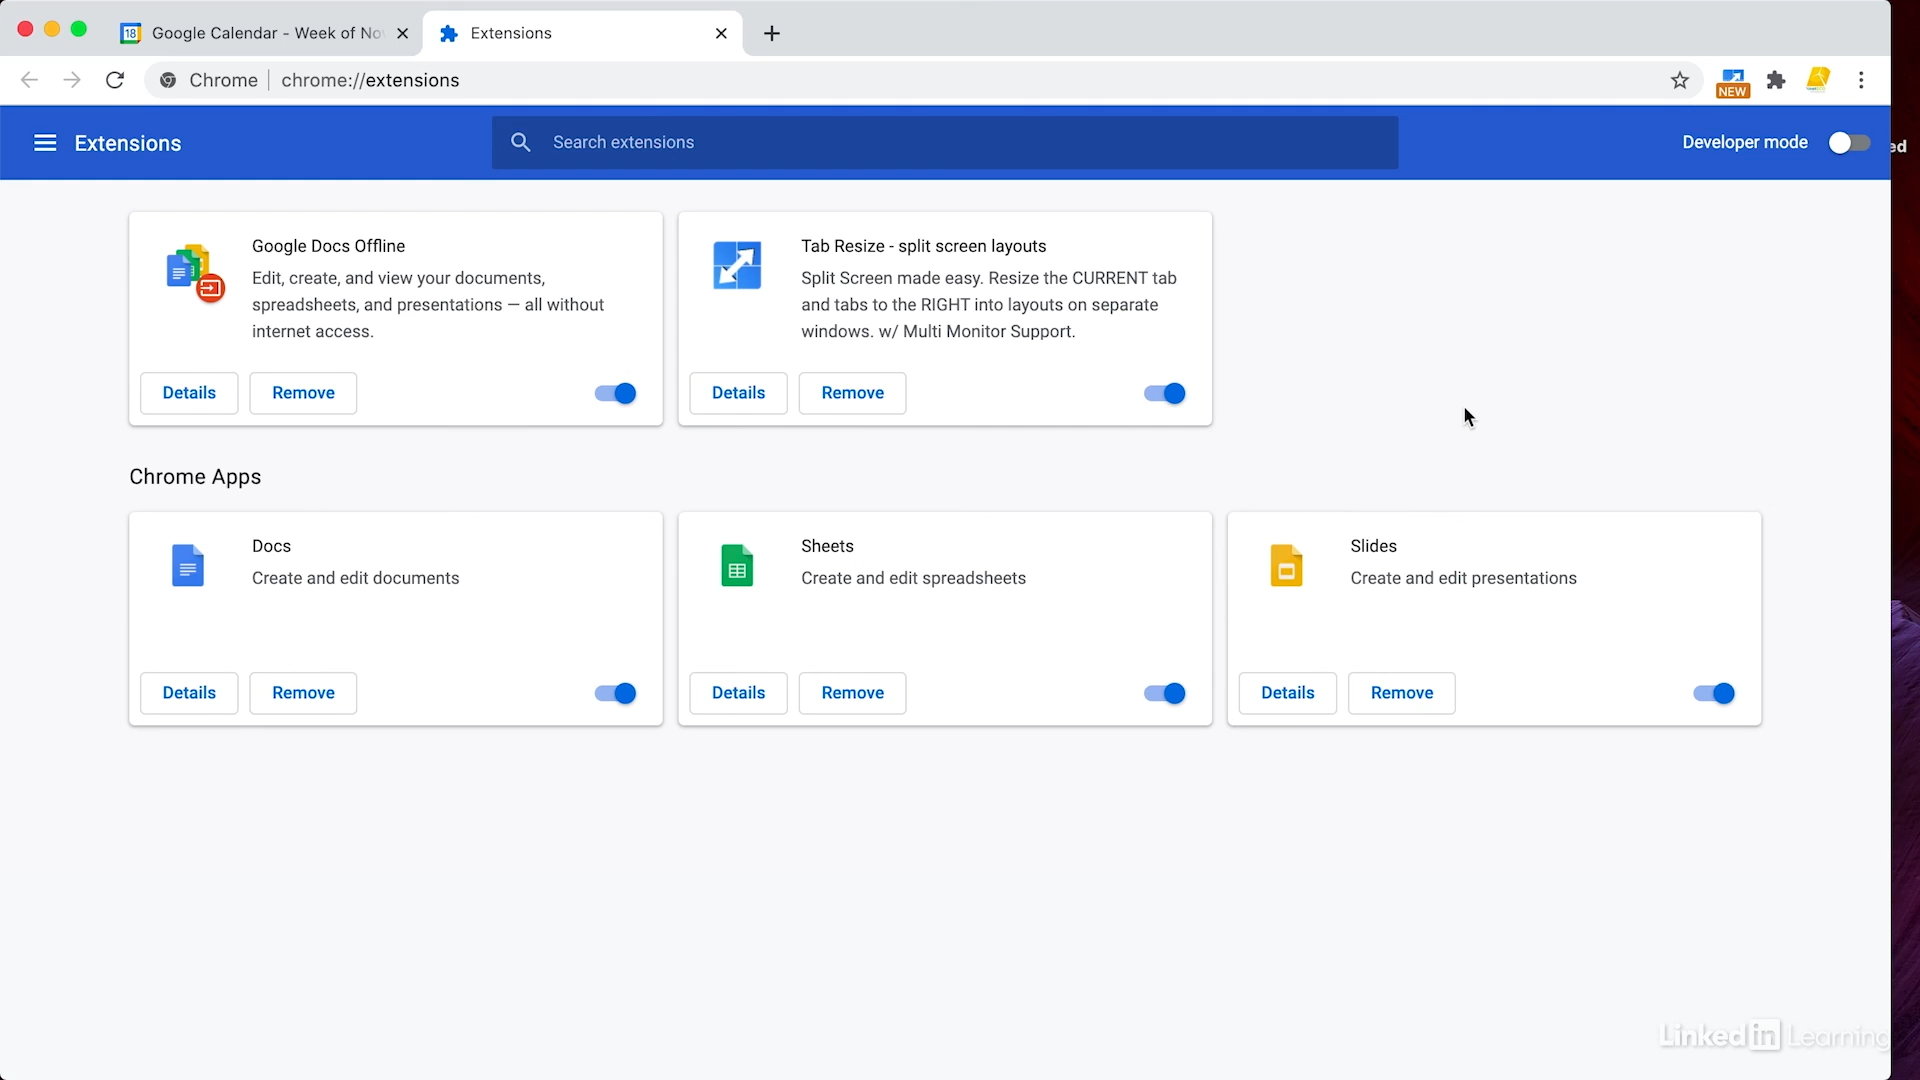 18 Google Calendar - Week of No
Extensions
Chrome
chrome://extensions
NEW
Extensions
Search extensions
Developer mode
ed
Google Docs Offline
Edit, create, and view your documents,
spreadsheets, and presentations — all without
internet access.
Details
Remove
Tab Resize - split screen layouts
Split Screen made easy. Resize the CURRENT tab
and tabs to the RIGHT into layouts on separate
windows. w/ Multi Monitor Support.
Details
Remove
Chrome Apps
Docs
Create and edit documents
Details
Remove
Sheets
Create and edit spreadsheets
Details
Remove
Slides
Create and edit presentations
Details
Remove
LinkedIn Learning